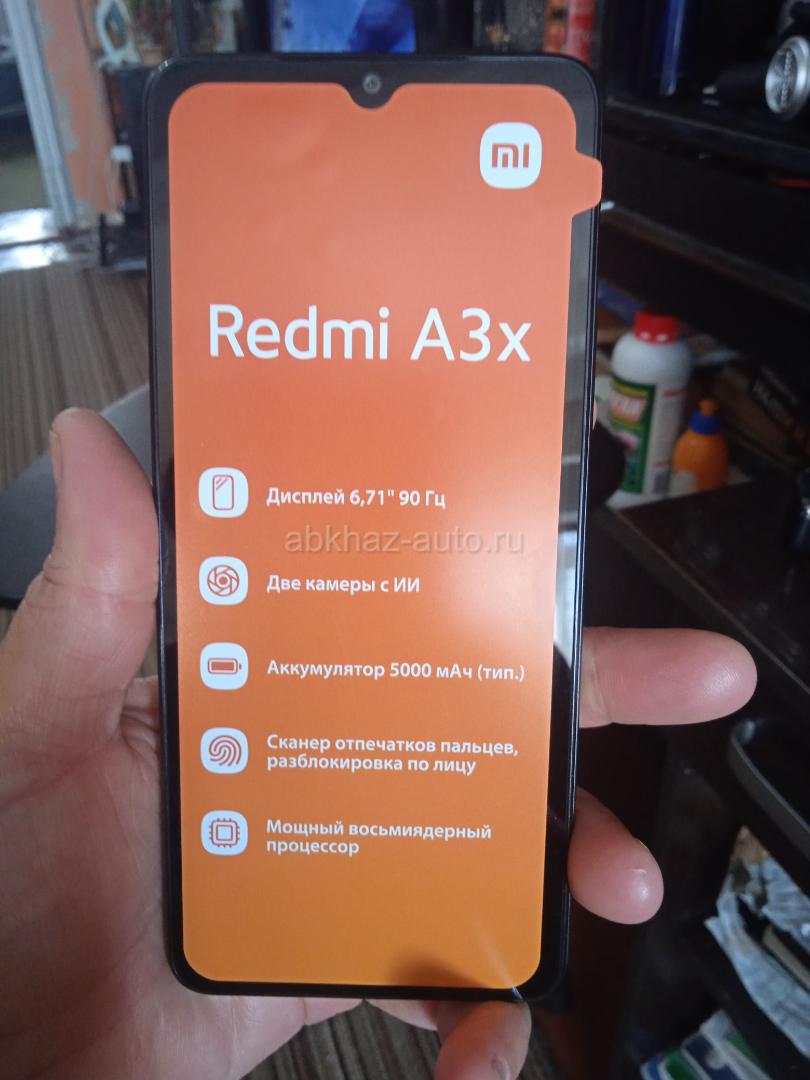 mi
Redmi A3x
Дисплей 6,71" 90 Гц
abkhaz-auto.ru
Две камеры с ИИ
Аккумулятор 5000 мАч (тип.)
Сканер отпечатков пальцев,
разблокировка по лицу
Мощный восьмиядерный
процессор